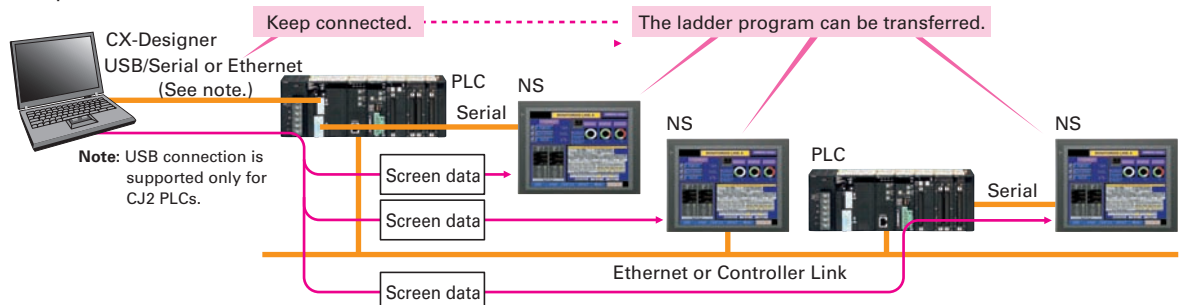 Keep connected.
The ladder program can be transferred.
CX-Designer
USB/Serial or Ethernet
(See note.)
PLC
NS
Serial
NS
NS
PLC
Note: USB connection is
supported only for
CJ2 PLCs.
Screen data
Serial
Screen data
Ethernet or Controller Link
Screen data